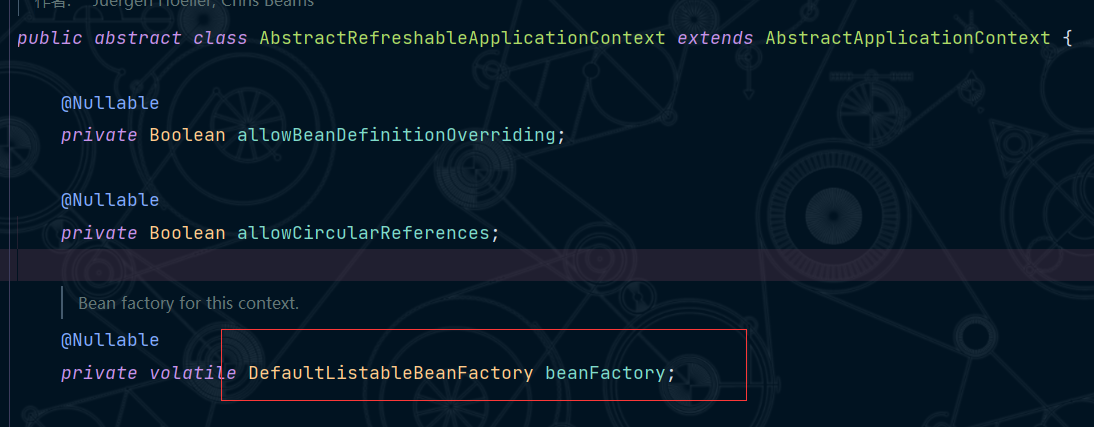 作者: Juergen Hoeller, Chris Beams
public abstract class AbstractRefreshableApplicationContext extends AbstractApplicationContext {
@Nullable
private Boolean allowBeanDefinitionOverriding;
@Nullable
private Boolean allowCircularReferences;
Bean factory for this context.
@Nullable
private volatile DefaultListableBeanFactory beanFactory;